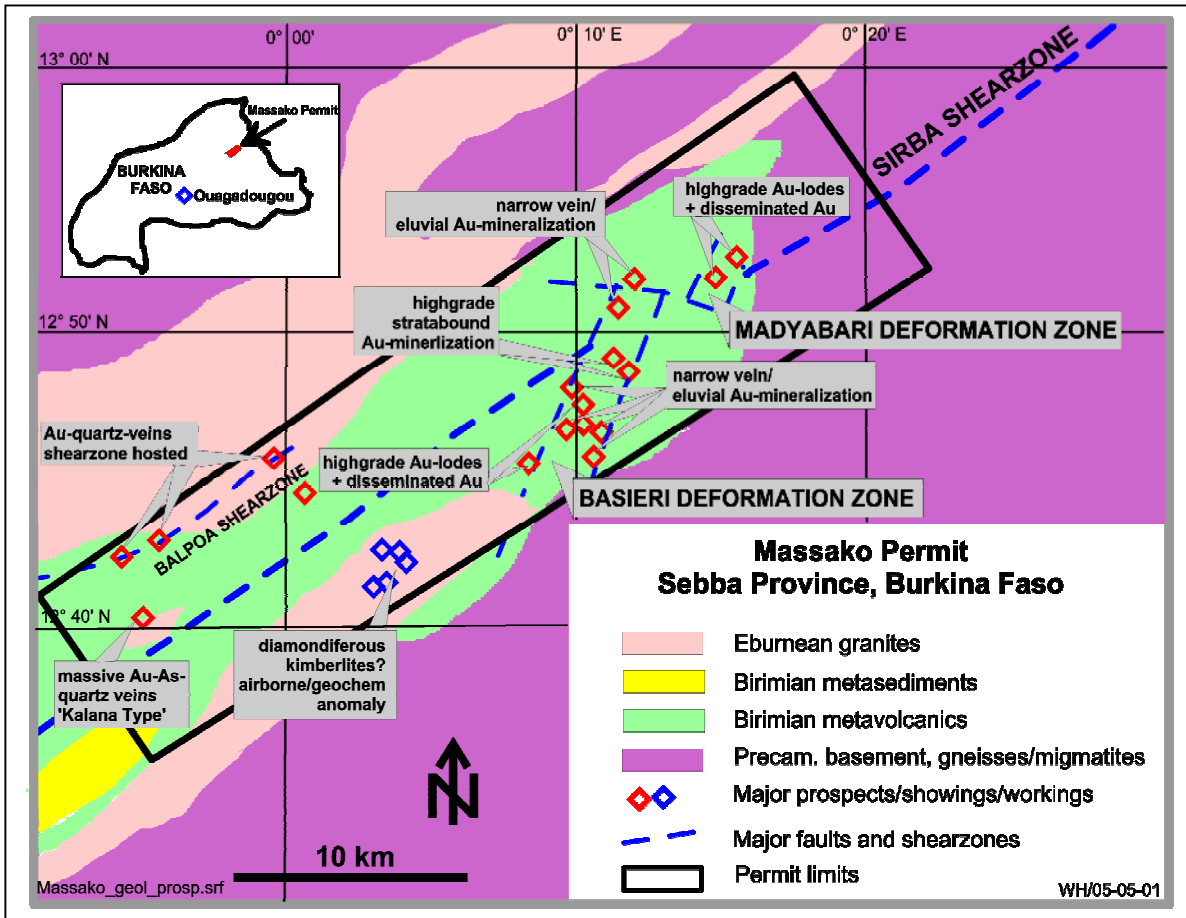 0° 00'
0° 10' E
0° 20' E
13° 00' N
SIRBA SHEARZONE
Massako Permit
BURKINA
FASO
Ouagadougou
narrow vein/
eluvial Au-mineralization
highgrade Au-lodes
+ disseminated Au
highgrade
stratabound
Au-minerlization
12° 50' N
MADYABARI DEFORMATION ZONE
narrow vein/
eluvial Au-mineralization
Au-quartz-veins
shearzone hosted
highgrade Au-lodes
+ disseminated Au
BALPOA SHEARZONE
BASIERI DEFORMATION ZONE
12° 40' N
massive Au-As-
quartz veins
'Kalana Type'
diamondiferous
kimberlites?
airborne/geochem
anomaly
Massako Permit
Sebba Province, Burkina Faso
Eburnean granites
Birimian metasediments
Birimian metavolcanics
Precam. basement, gneisses/migmatites
Major prospects/showings/workings
Major faults and shearzones
Permit limits
N
10 km
Massako_geol_prosp.srf
WH/05-05-01